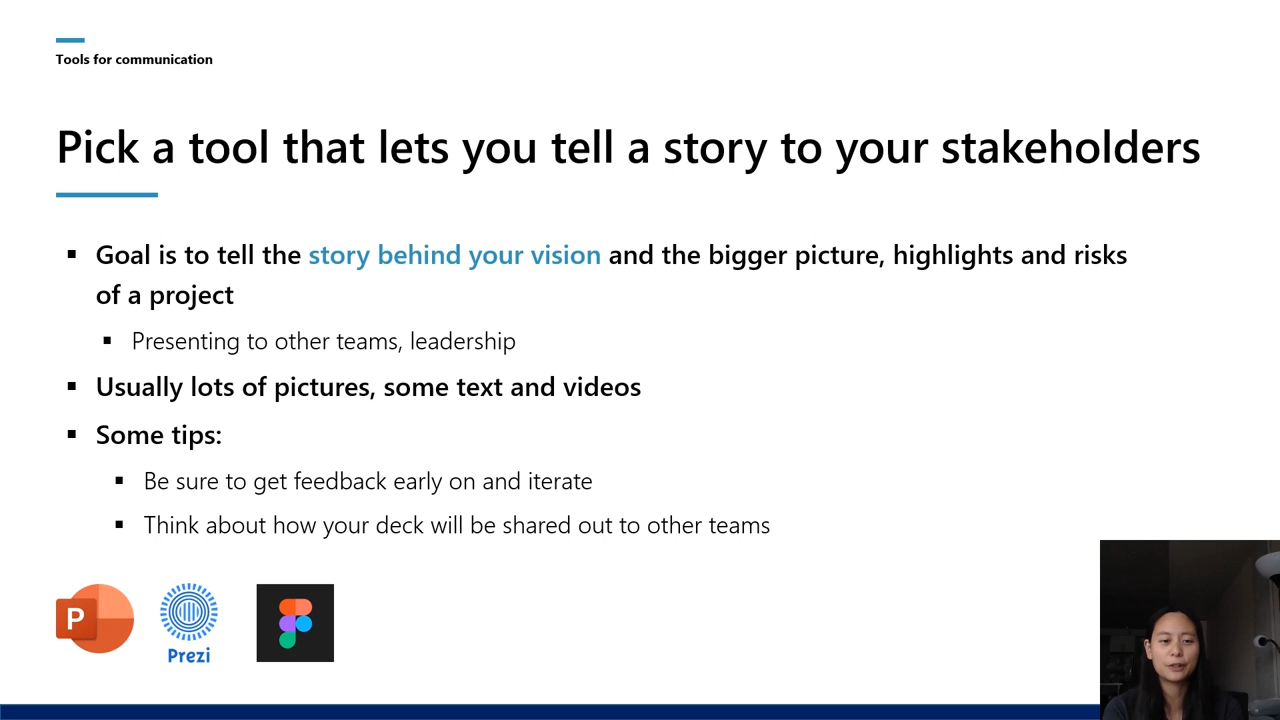 Tools for communication
Pick a tool that lets you tell a story to your stakeholders
Goal is to tell the story behind your vision and the bigger picture, highlights and risks
of a project
Presenting to other teams, leadership
Usually lots of pictures, some text and videos
Some tips:
Be sure to get feedback early on and iterate
Think about how your deck will be shared out to other teams
P
Prezi